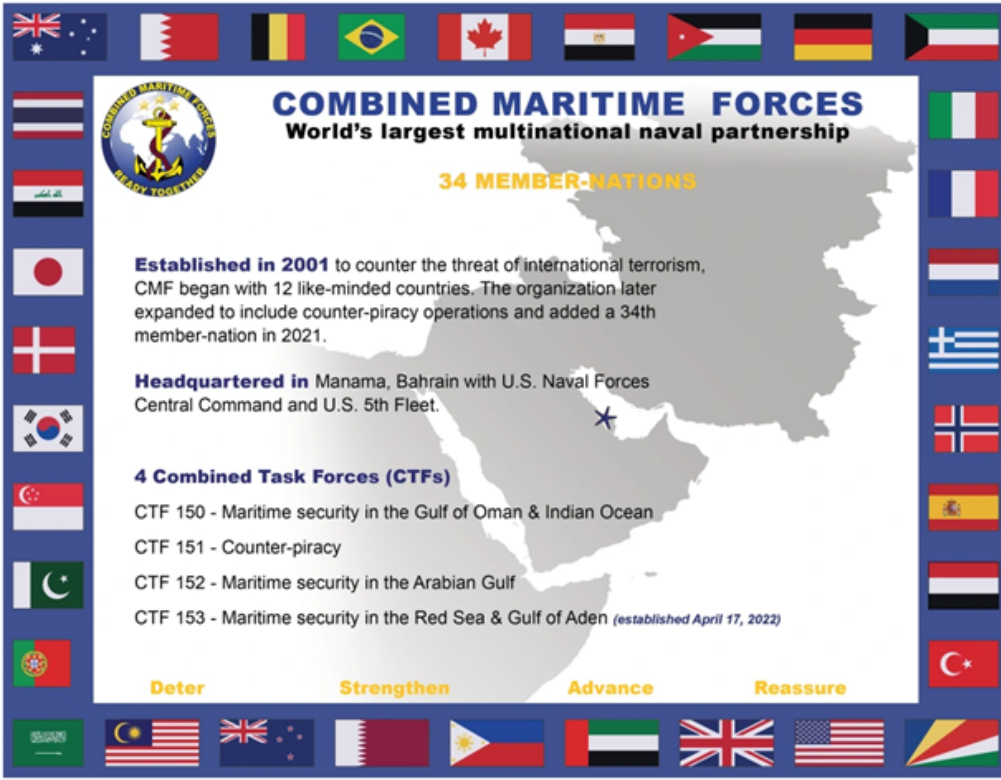 COMBINED MARITIME FORCES
READY TOGETHER
COMBINED MARITIME FORCES
World's largest multinational naval partnership
34 MEMBER-NATIONS
Established in 2001 to counter the threat of international terrorism,
CMF began with 12 like-minded countries. The organization later
expanded to include counter-piracy operations and added a 34th
member-nation in 2021.
Headquartered in Manama, Bahrain with U.S. Naval Forces
Central Command and U.S. 5th Fleet.
4 Combined Task Forces (CTFs)
CTF 150 - Maritime security in the Gulf of Oman & Indian Ocean
CTF 151 - Counter-piracy
CTF 152 - Maritime security in the Arabian Gulf
CTF 153 - Maritime security in the Red Sea & Gulf of Aden (established April 17, 2022)
Deter Strengthen Advance Reassure